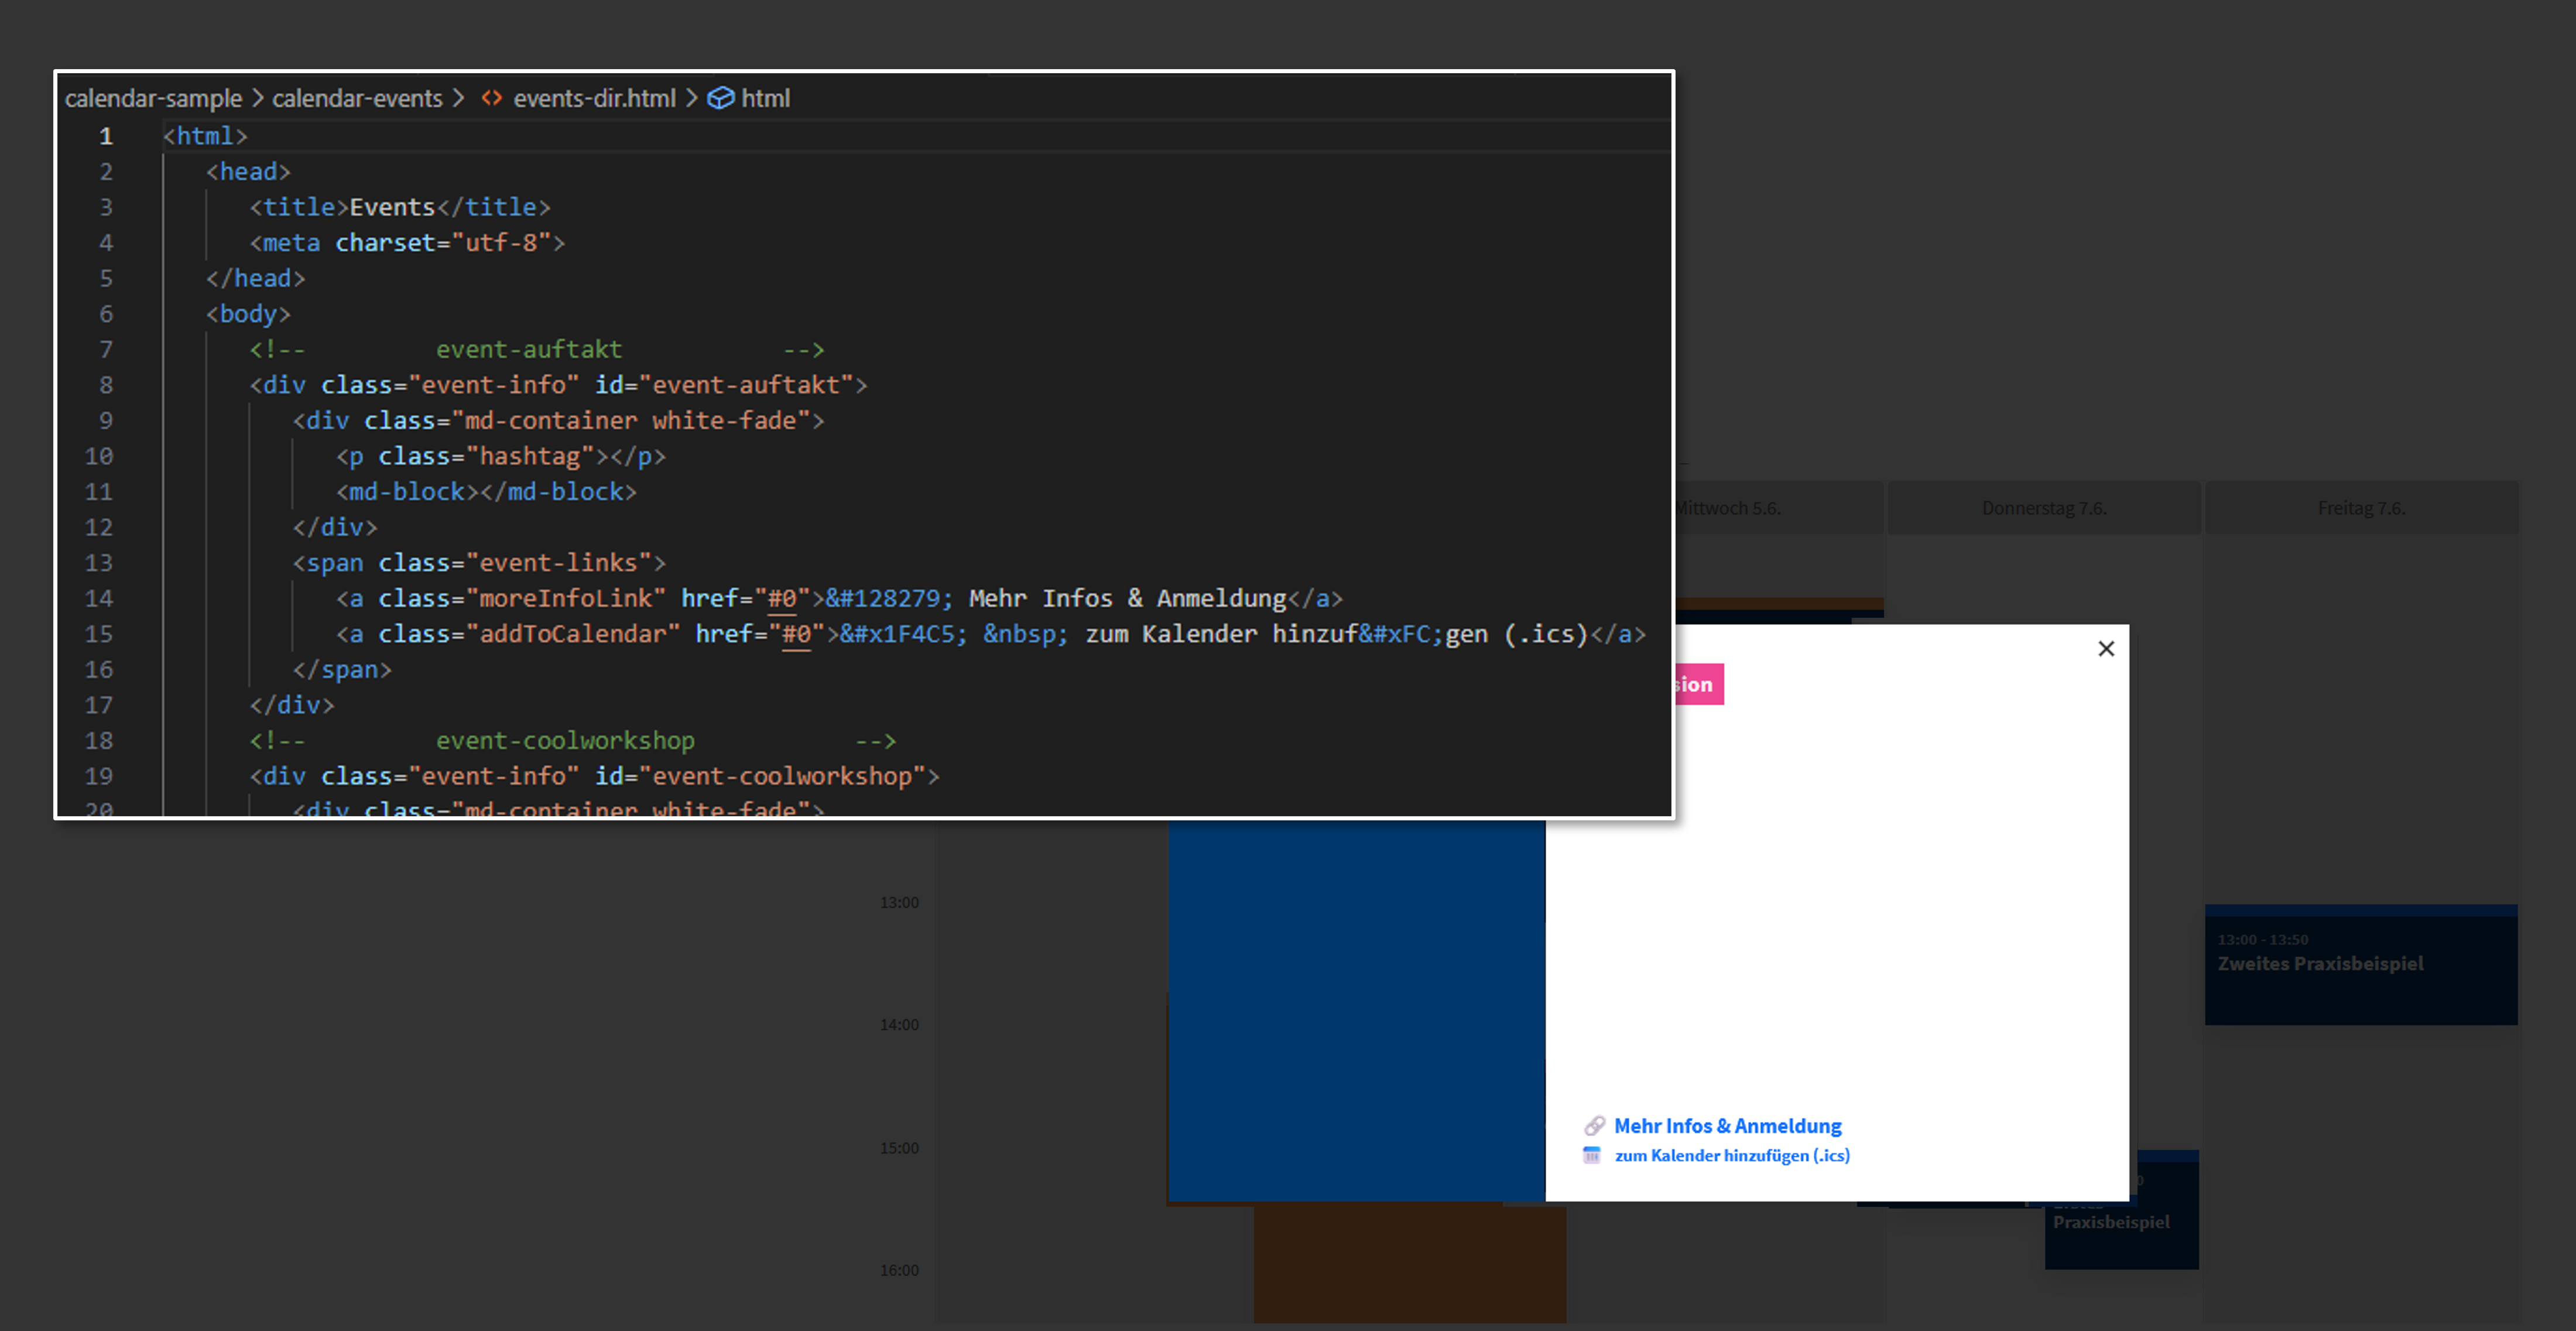 calendar-sample > calendar-events > <> events-dir.html > html
1 <html>
2 <head>
3 <title>Events</title>
4 <meta charset="utf-8">
5 </head>
6 <body>
7 <!-- event-auftakt -->
8 <div class="event-info" id="event-auftakt">
9 <div class="md-container white-fade">
10 <p class="hashtag"></p>
11 <md-block></md-block>
12 </div>
13 <span class="event-links">
14 <a class="moreInfoLink" href="#0">&#128279; Mehr Infos & Anmeldung</a>
15 <a class="addToCalendar" href="#0">&#x1F4C5; &nbsp; zum Kalender hinzuf&#xFC;gen (.ics)</a>
16 </span>
17 </div>
18 <!-- event-coolworkshop -->
19 <div class="event-info" id="event-coolworkshop">
20 <div class="md-container white-fade">
Mittwoch 5.6.
Donnerstag 7.6.
Freitag 7.6.
sion
×
13:00
13:00 - 13:50
Zweites Praxisbeispiel
14:00
Mehr Infos & Anmeldung
15:00
zum Kalender hinzufügen (.ics)
Praxisbeispiel
16:00